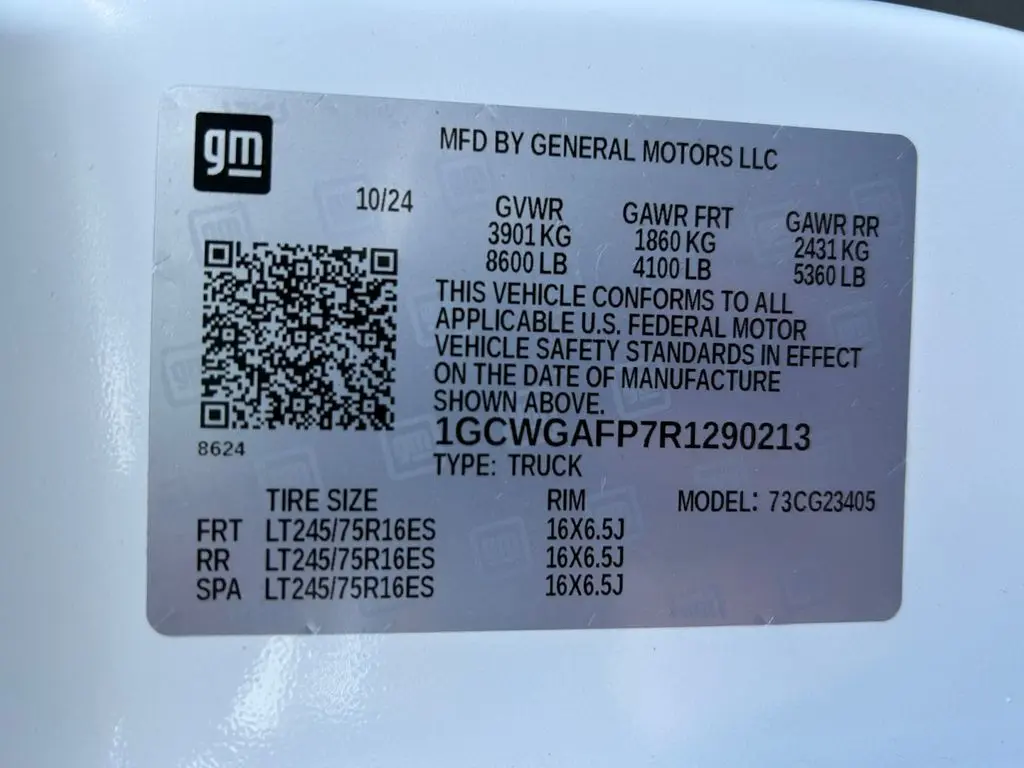 gm
MFD BY GENERAL MOTORS LLC
10/24
GVWR GAWR FRT GAWR RR
3901 KG 1860 KG 2431 KG
8600 LB 4100 LB 5360 LB
THIS VEHICLE CONFORMS TO ALL
APPLICABLE U.S. FEDERAL MOTOR
VEHICLE SAFETY STANDARDS IN EFFECT
ON THE DATE OF MANUFACTURE
SHOWN ABOVE.
8624
1GCWGAFP7R1290213
TYPE: TRUCK
TIRE SIZE RIM MODEL: 73CG23405
FRT LT245/75R16ES 16X6.5J
RR LT245/75R16ES 16X6.5J
SPA LT245/75R16ES 16X6.5J